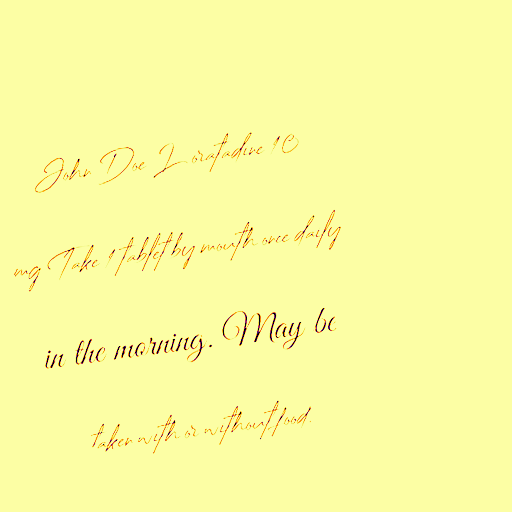 John Doe Loratadine 10
mg Take 1 tablet by mouth once daily
in the morning. May be
taken with or without food.